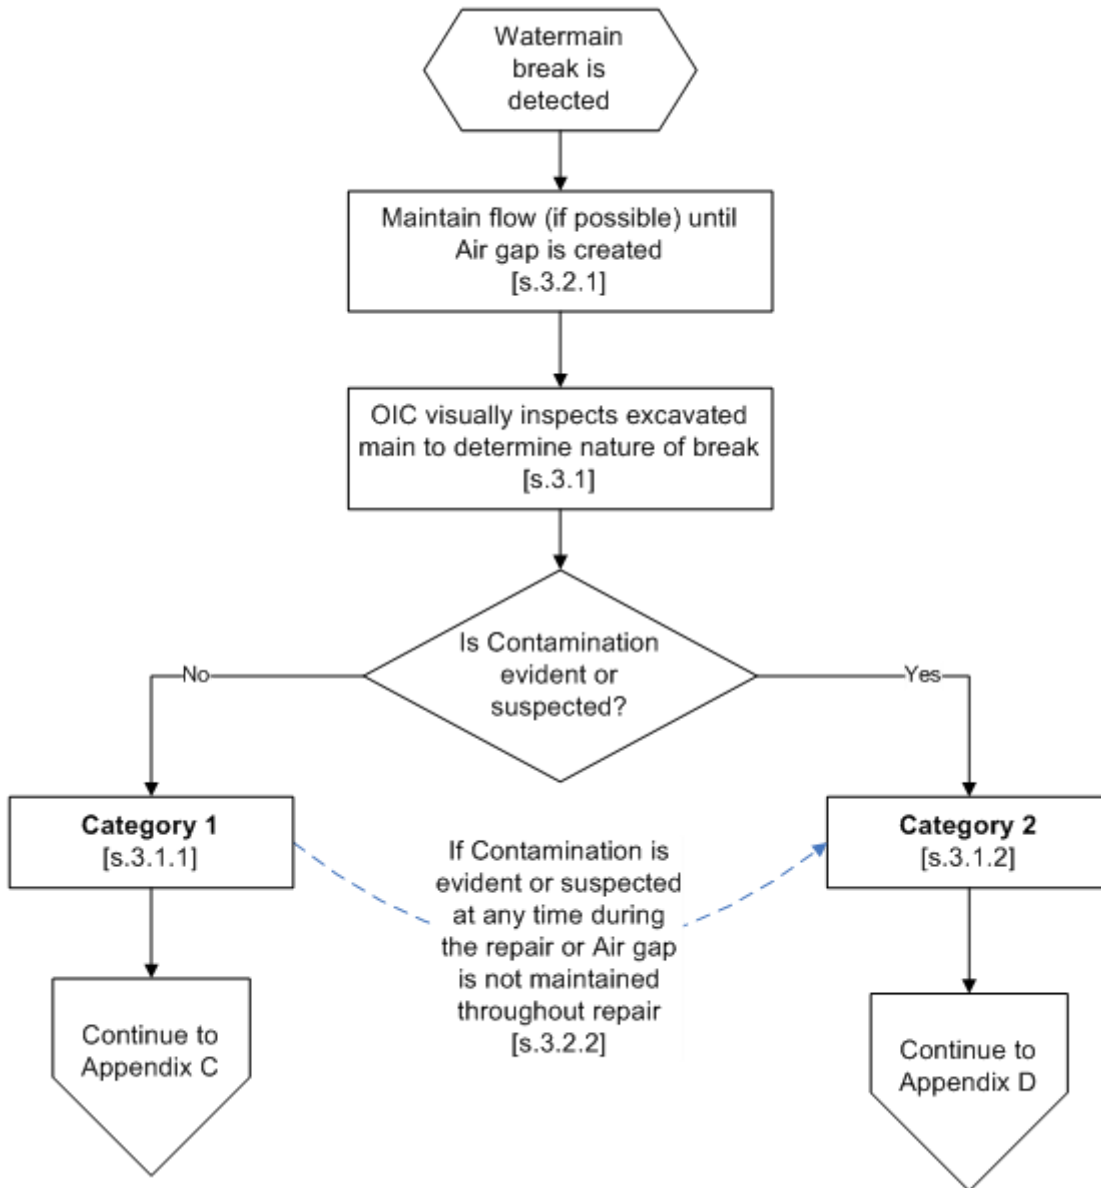 Watermain
break is
detected
Maintain flow (if possible) until
Air gap is created
[s.3.2.1]
OIC visually inspects excavated
main to determine nature of break
[s.3.1]
Is Contamination
evident or
suspected?
No
Yes
Category 1
[s.3.1.1]
Category 2
[s.3.1.2]
If Contamination is
evident or suspected
at any time during
the repair or Air gap
is not maintained
throughout repair
[s.3.2.2]
Continue to
Appendix C
Continue to
Appendix D